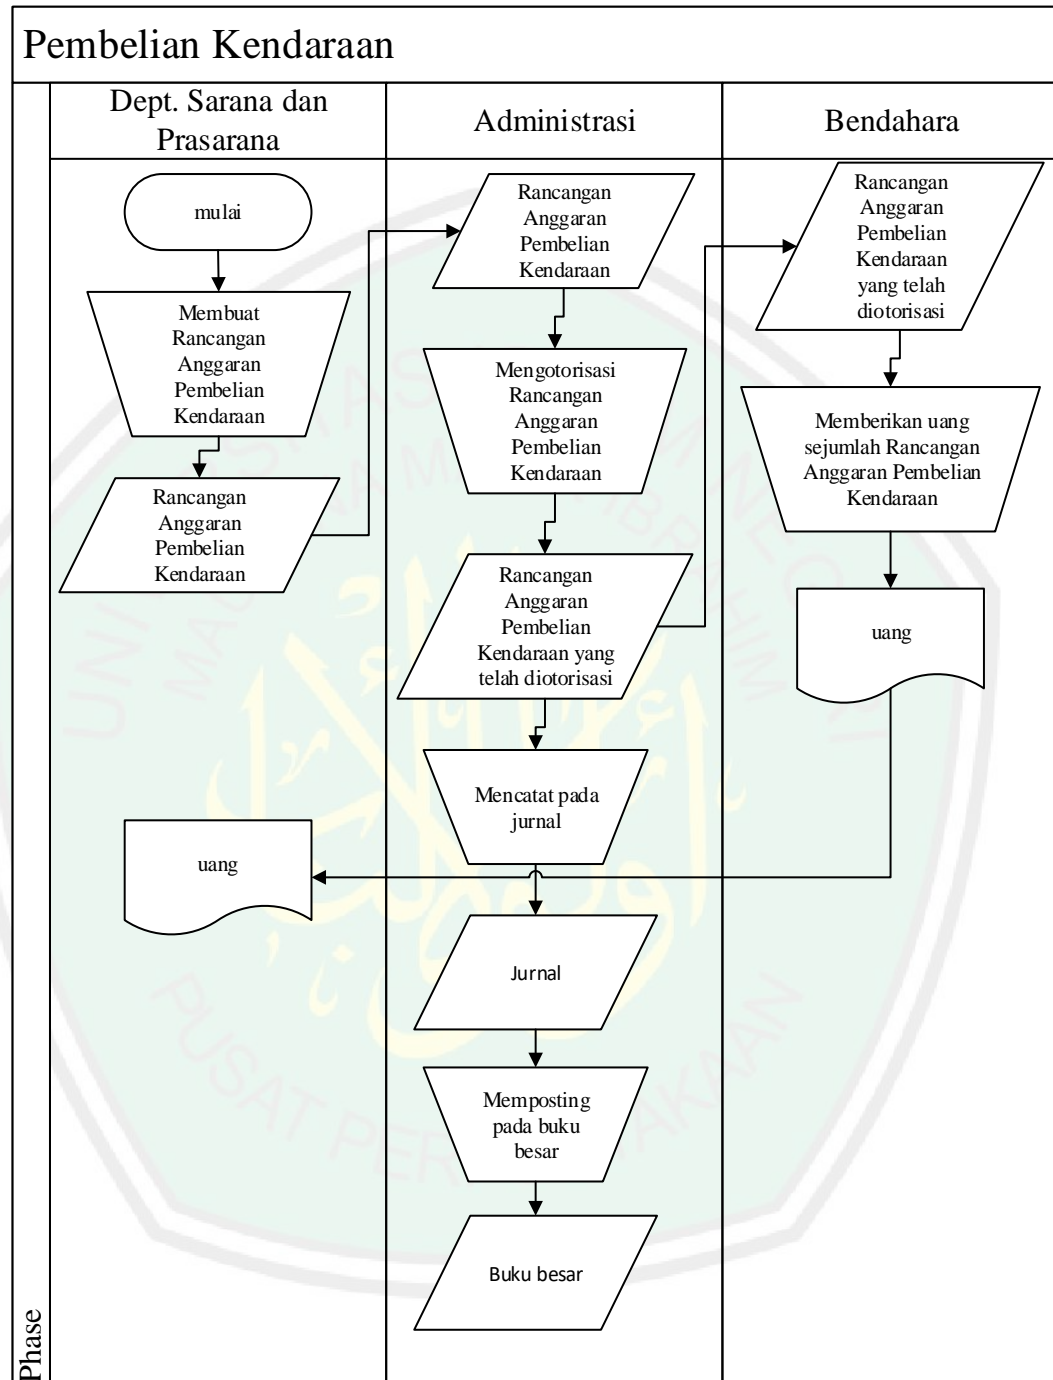 Pembelian Kendaraan
Dept. Sarana dan
Prasarana
Administrasi
Bendahara
mulai
Membuat
Rancangan
Anggaran
Pembelian
Kendaraan
Rancangan
Anggaran
Pembelian
Kendaraan
uang
Rancangan
Anggaran
Pembelian
Kendaraan
Mengotorisasi
Rancangan
Anggaran
Pembelian
Kendaraan
Rancangan
Anggaran
Pembelian
Kendaraan yang
telah diotorisasi
Mencatat pada
jurnal
Jurnal
Memposting
pada buku
besar
Buku besar
Rancangan
Anggaran
Pembelian
Kendaraan
yang telah
diotorisasi
Memberikan uang
sejumlah Rancangan
Anggaran Pembelian
Kendaraan
uang
Phase